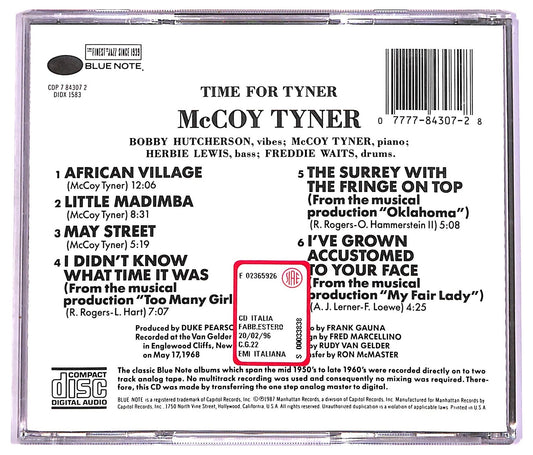 THE FINEST IN JAZZ SINCE 1939
BLUE NOTE
CDP 7 84307 2
DIDX 1583
TIME FOR TYNER
McCOY TYNER
BOBBY HUTCHERSON, vibes; McCOY TYNER, piano;
HERBIE LEWIS, bass; FREDDIE WAITS, drums.
0 7777-84307-2 8
1 AFRICAN VILLAGE
(McCoy Tyner) 12:06
2 LITTLE MADIMBA
(McCoy Tyner) 8:31
3 MAY STREET
(McCoy Tyner) 5:19
4 I DIDN'T KNOW
WHAT TIME IT WAS
(From the musical
production "Too Many Girl
R. Rogers-L. Hart) 7:07
5 THE SURREY WITH
THE FRINGE ON TOP
(From the musical
production "Oklahoma")
(R. Rogers-O. Hammerstein II) 5:08
6 I'VE GROWN
ACCUSTOMED
TO YOUR FACE
(From the musical
production "My Fair Lady")
(A. J. Lerner-F. Loewe) 4:25
F 02365926
CD ITALIA
FABB.ESTERO
20/02/96
C.G.22
EMI ITALIANA
S 00033838
Produced by DUKE PEARSO
Recorded at the Van Gelder
in Englewood Cliffs, New
on May 17, 1968
by FRANK GAUNA
gn by FRED MARCELLINO
by RUDY VAN GELDER
sfer by RON McMASTER
COMPACT
disc
DIGITAL AUDIO
The classic Blue Note albums which span the mid 1950's to late 1960's were recorded directly on to two
track analog tape. No multitrack recording was used and consequently no mixing was required. There-
fore, this CD was made by transferring the one step analog master to digital.
BLUE NOTE is a registered trademark of Capitol Records, Inc. ©℗1987 Manhattan Records, a division of Capitol Records, Inc. Manufactured by
Capitol Records, Inc. 1750 North Vine Street, Hollywood, California, U.S.A. All rights reserved. Unauthorized duplication is a violation of applicable laws. Printed in U.S.A